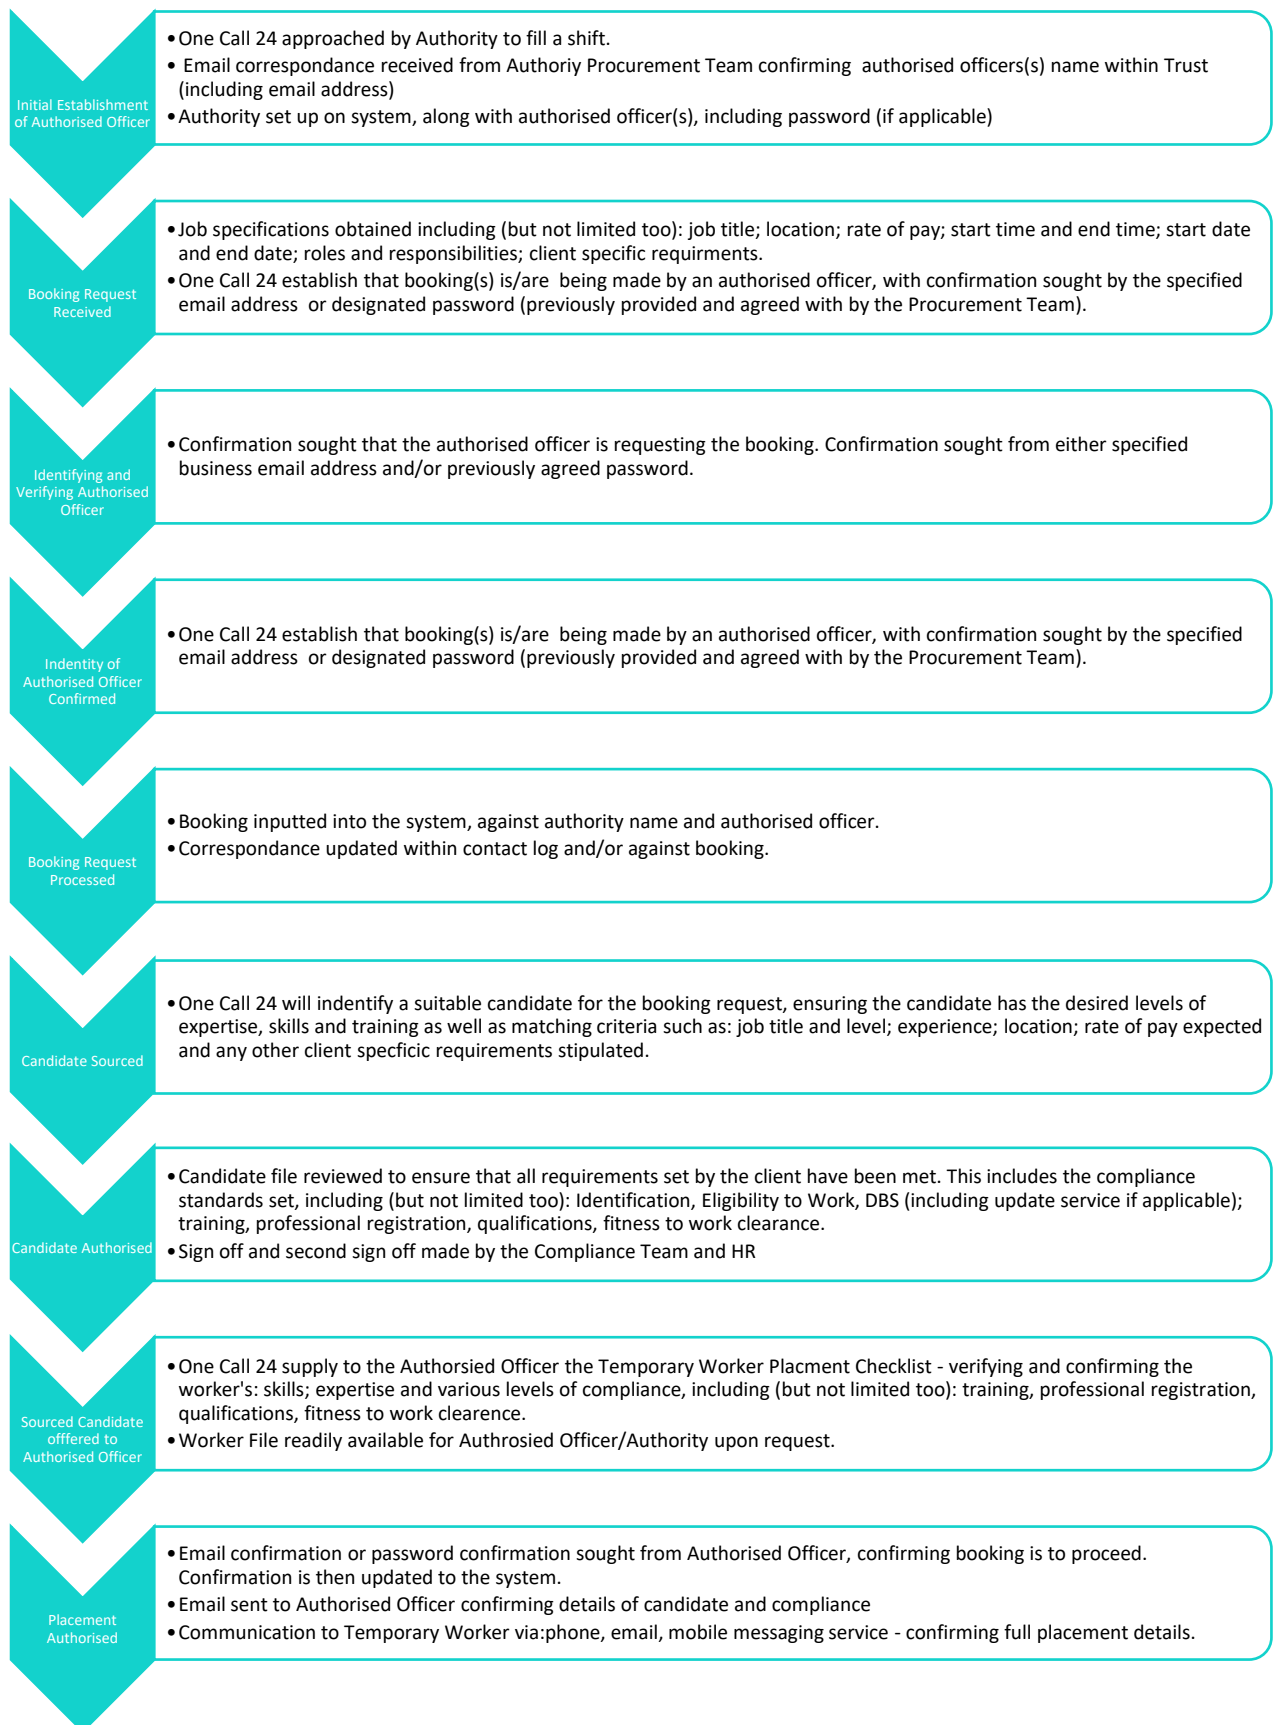 Initial Establishment
of Authorised Officer
•One Call 24 approached by Authority to fill a shift.
• Email correspondance received from Authoriy Procurement Team confirming  authorised officers(s) name within Trust
(including email address)
•Authority set up on system, along with authorised officer(s), including password (if applicable)
Booking Request
Received
•Job specifications obtained including (but not limited too): job title; location; rate of pay; start time and end time; start date
and end date; roles and responsibilities; client specific requirments.
•One Call 24 establish that booking(s) is/are  being made by an authorised officer, with confirmation sought by the specified
email address  or designated password (previously provided and agreed with by the Procurement Team).
Identifying and
Verifying Authorised
Officer
•Confirmation sought that the authorised officer is requesting the booking. Confirmation sought from either specified
business email address and/or previously agreed password.
Indentity of
Authorised Officer
Confirmed
•One Call 24 establish that booking(s) is/are  being made by an authorised officer, with confirmation sought by the specified
email address  or designated password (previously provided and agreed with by the Procurement Team).
Booking Request
Processed
•Booking inputted into the system, against authority name and authorised officer.
•Correspondance updated within contact log and/or against booking.
Candidate Sourced
•One Call 24 will indentify a suitable candidate for the booking request, ensuring the candidate has the desired levels of
expertise, skills and training as well as matching criteria such as: job title and level; experience; location; rate of pay expected
and any other client specficic requirements stipulated.
Candidate Authorised
•Candidate file reviewed to ensure that all requirements set by the client have been met. This includes the compliance
standards set, including (but not limited too): Identification, Eligibility to Work, DBS (including update service if applicable);
training, professional registration, qualifications, fitness to work clearance.
•Sign off and second sign off made by the Compliance Team and HR
Sourced Candidate
offfered to
Authorised Officer
•One Call 24 supply to the Authorsied Officer the Temporary Worker Placment Checklist - verifying and confirming the
worker's: skills; expertise and various levels of compliance, including (but not limited too): training, professional registration,
qualifications, fitness to work clearence.
•Worker File readily available for Authrosied Officer/Authority upon request.
Placement
Authorised
•Email confirmation or password confirmation sought from Authorised Officer, confirming booking is to proceed.
Confirmation is then updated to the system.
•Email sent to Authorised Officer confirming details of candidate and compliance
•Communication to Temporary Worker via:phone, email, mobile messaging service - confirming full placement details.